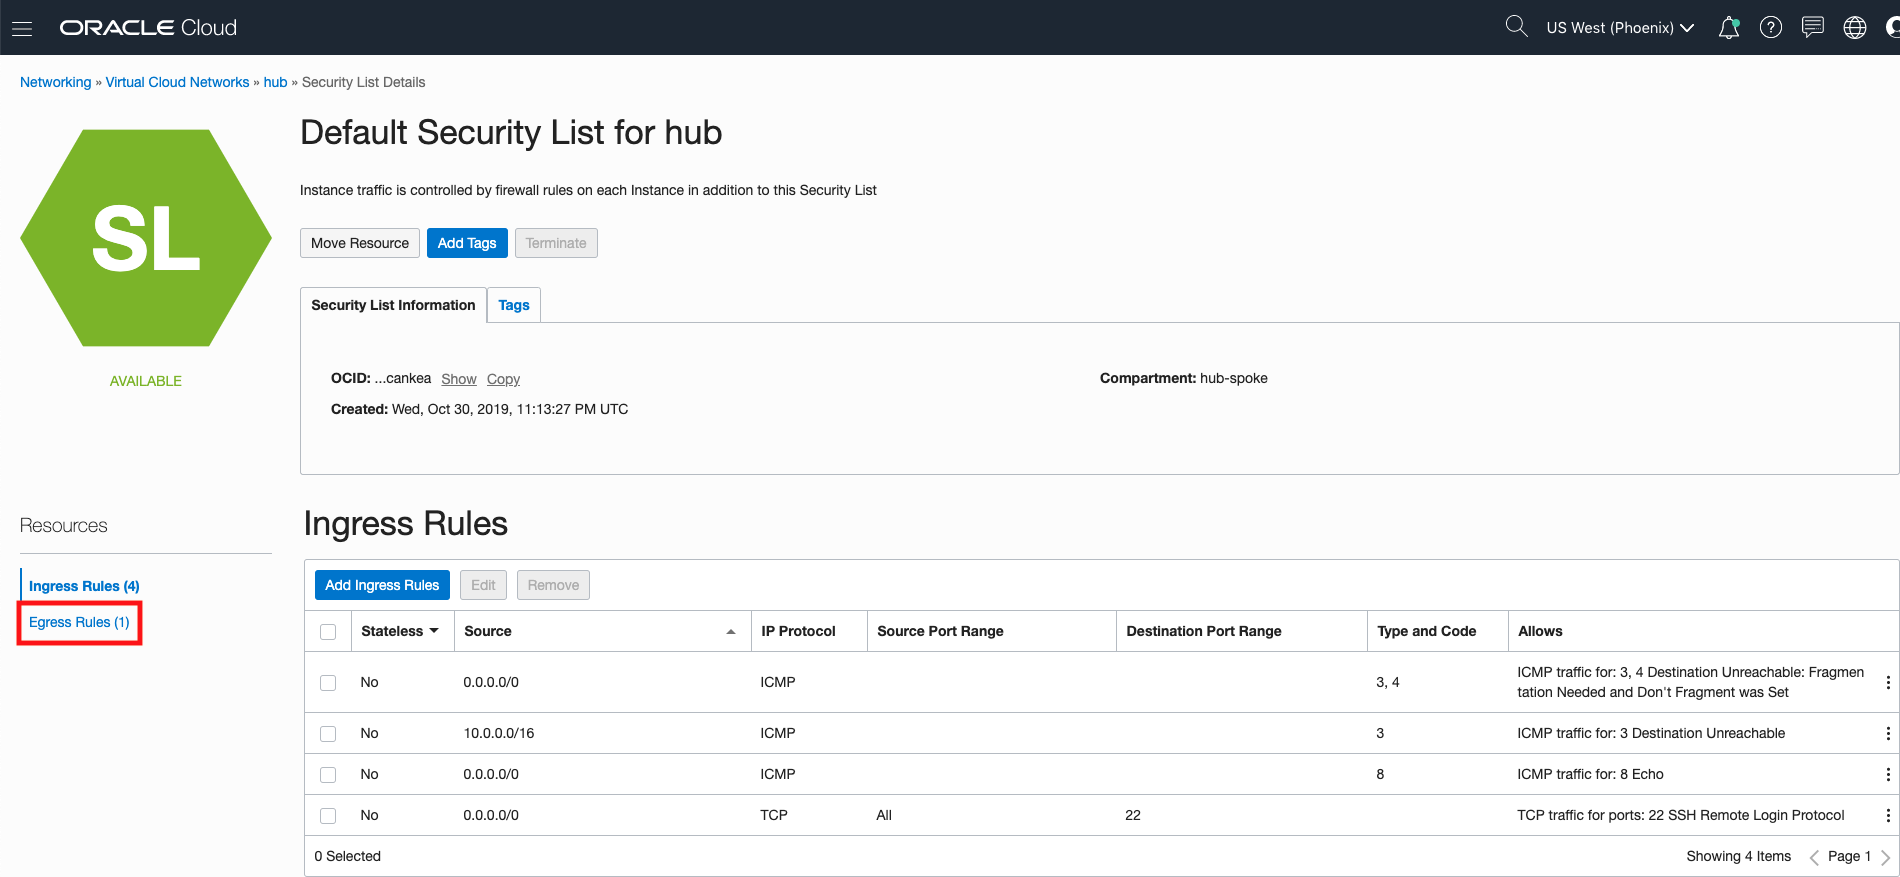 ORACLE Cloud
US West (Phoenix)
Networking » Virtual Cloud Networks » hub » Security List Details
SL
AVAILABLE
Default Security List for hub
Instance traffic is controlled by firewall rules on each Instance in addition to this Security List
Move Resource Add Tags Terminate
Security List Information Tags
OCID: ...cankea Show Copy
Compartment: hub-spoke
Created: Wed, Oct 30, 2019, 11:13:27 PM UTC
Resources
Ingress Rules (4)
Egress Rules (1)
Ingress Rules
Add Ingress Rules Edit Remove
Stateless Source IP Protocol Source Port Range Destination Port Range Type and Code Allows
No 0.0.0.0/0 ICMP 3, 4 ICMP traffic for: 3, 4 Destination Unreachable: Fragmen
tation Needed and Don't Fragment was Set
No 10.0.0.0/16 ICMP 3 ICMP traffic for: 3 Destination Unreachable
No 0.0.0.0/0 ICMP 8 ICMP traffic for: 8 Echo
No 0.0.0.0/0 TCP All 22 TCP traffic for ports: 22 SSH Remote Login Protocol
0 Selected
Showing 4 Items Page 1